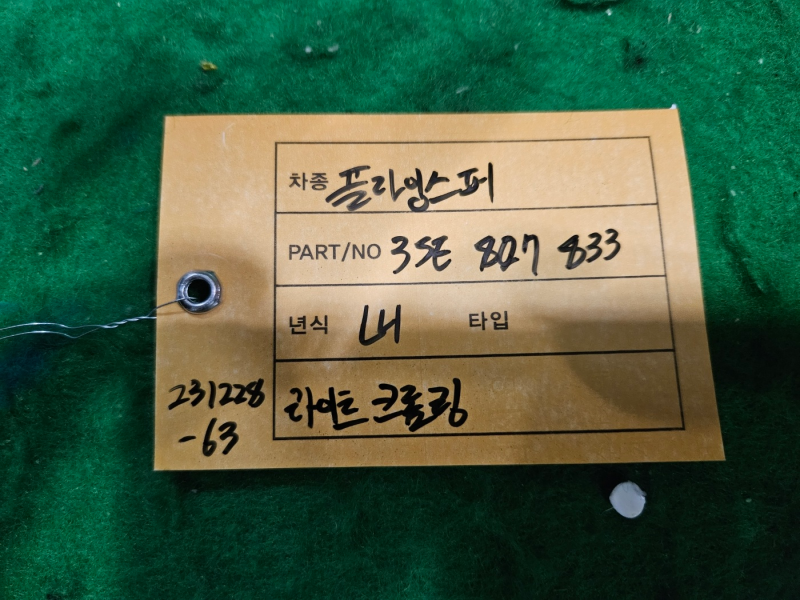 차종 플라잉스퍼
PART/NO 3SE 827 833
년식 LH 타입
라이트 크롬링
231228
-63